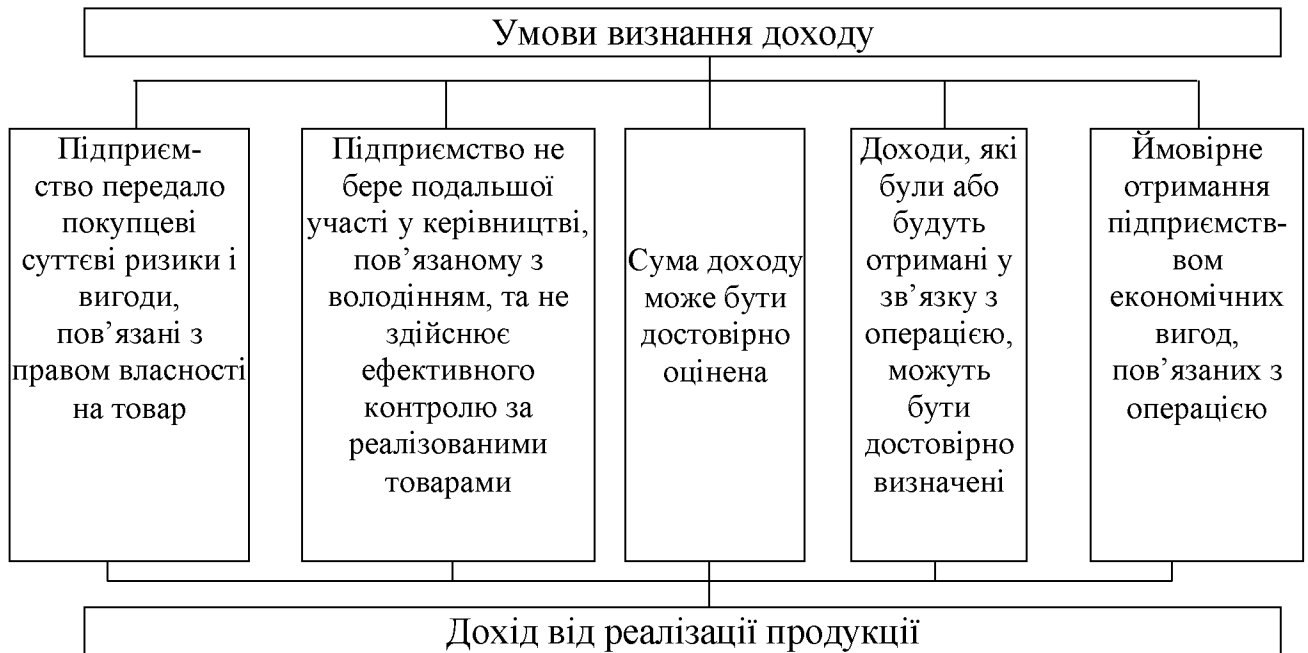 Умови визнання доходу
Підприєм-
ство передало
покупцеві
суттєві ризики і
вигоди,
пов’язані з
правом власності
на товар
Підприємство не
бере подальшої
участі у керівництві,
пов’язаному з
володінням, та не
здійснює
ефективного
контролю за
реалізованими
товарами
Сума доходу
може бути
достовірно
оцінена
Доходи, які
були або
будуть
отримані у
зв’язку з
операцією,
можуть
бути
достовірно
визначені
Ймовірне
отримання
підприємств-
вом
економічних
вигод,
пов’язаних з
операцією
Дохід від реалізації продукції